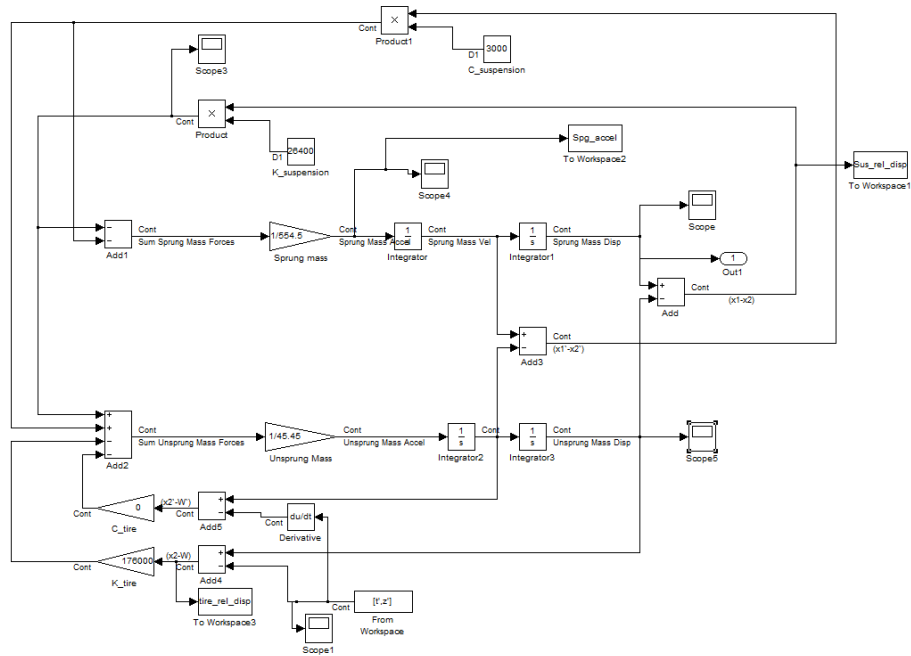 ×
Cont
Product1
D1
3000
C_suspension
Scope3
×
Cont
Product
D1
26400
K_suspension
Spg_accel
To Workspace2
Scope4
Sus_rel_disp
To Workspace1
Scope
−
−
Add1
Cont
Sum Sprung Mass Forces
1/554.5
Sprung mass
Cont
Sprung Mass Accel
1
s
Integrator
Cont
Sprung Mass Vel
1
s
Integrator1
Cont
Sprung Mass Disp
1
Out1
+
−
Add
Cont
(x1-x2)
+
−
Add3
Cont
(x1'-x2')
+
+
−
−
Add2
Cont
Sum Unsprung Mass Forces
1/45.45
Unsprung Mass
Cont
Unsprung Mass Accel
1
s
Integrator2
Cont
1
s
Integrator3
Cont
Unsprung Mass Disp
Scope5
Cont
0
C_tire
(x2'-W')
Cont
+
−
Add5
Cont
du/dt
Derivative
Cont
176000
K_tire
(x2-W)
Cont
+
−
Add4
tire_rel_disp
To Workspace3
Scope1
Cont
[t',z']
From
Workspace